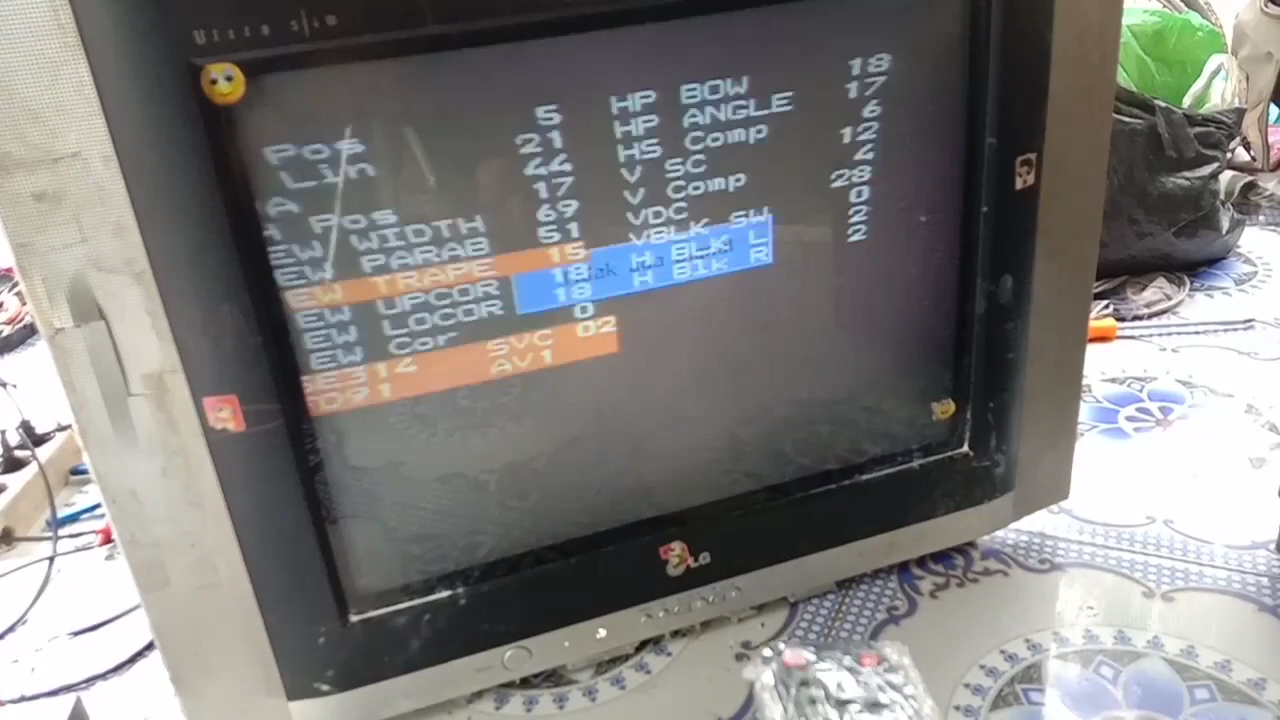 Ultra Slim
Pos 5 HP BOW 18
Lin 21 HP ANGLE 17
A 44 HS Comp 6
Pos 17 V SC 12
EW WIDTH 69 V Comp 4
EW PARAB 51 VDC 28
EW TRAPE 15 VBLK SW 0
EW UPCOR 18 H BLK L 2
EW LOCOR 18 H BlK R 2
EW Cor 0
E314 SVC 02
D91 AV1
LG